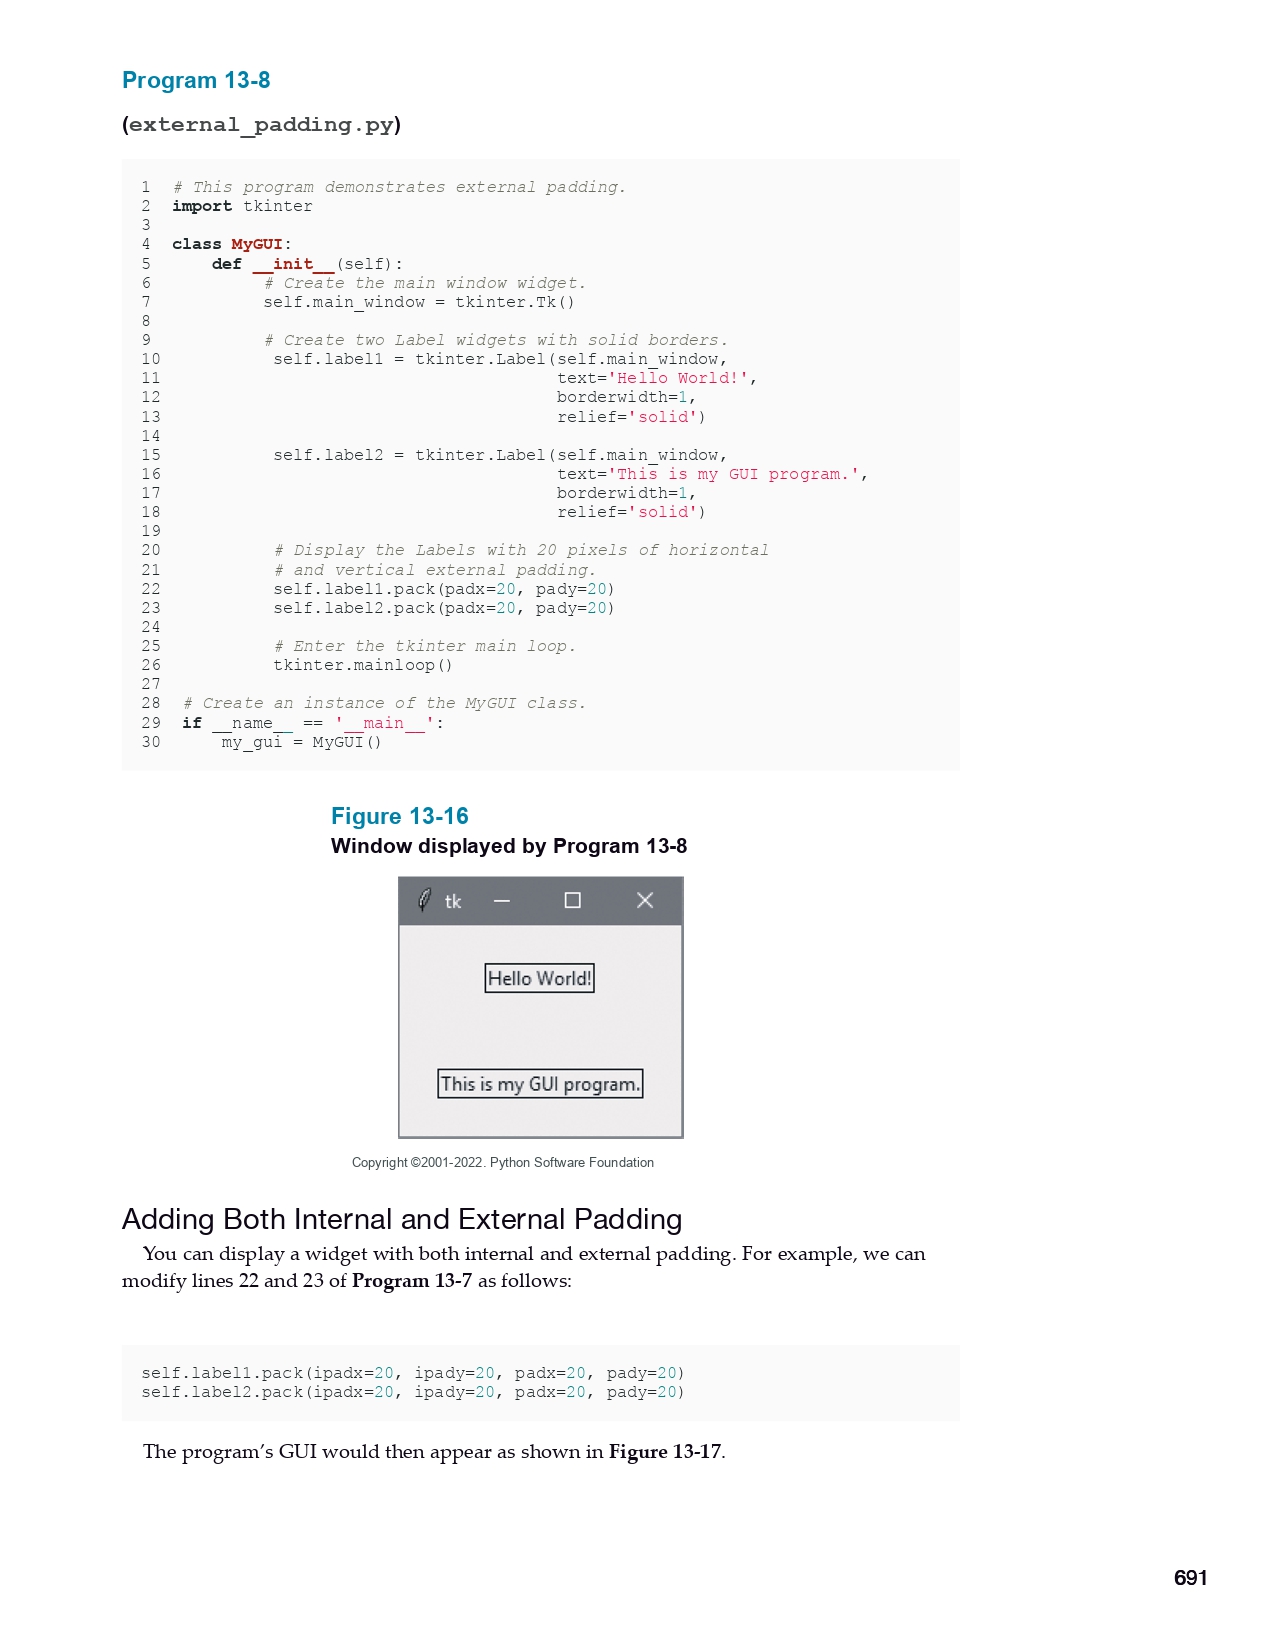 Program 13-8
(external_padding.py)
1 # This program demonstrates external padding.
2 import tkinter
3
4 class MyGUI:
5     def __init__(self):
6          # Create the main window widget.
7          self.main_window = tkinter.Tk()
8
9          # Create two Label widgets with solid borders.
10          self.label1 = tkinter.Label(self.main_window,
11                                      text='Hello World!',
12                                      borderwidth=1,
13                                      relief='solid')
14
15          self.label2 = tkinter.Label(self.main_window,
16                                      text='This is my GUI program.',
17                                      borderwidth=1,
18                                      relief='solid')
19
20          # Display the Labels with 20 pixels of horizontal
21          # and vertical external padding.
22          self.label1.pack(padx=20, pady=20)
23          self.label2.pack(padx=20, pady=20)
24
25          # Enter the tkinter main loop.
26          tkinter.mainloop()
27
28 # Create an instance of the MyGUI class.
29 if __name__ == '__main__':
30     my_gui = MyGUI()
Figure 13-16
Window displayed by Program 13-8
tk
Hello World!
This is my GUI program.
Copyright ©2001-2022. Python Software Foundation
Adding Both Internal and External Padding
You can display a widget with both internal and external padding. For example, we can
modify lines 22 and 23 of Program 13-7 as follows:
self.label1.pack(ipadx=20, ipady=20, padx=20, pady=20)
self.label2.pack(ipadx=20, ipady=20, padx=20, pady=20)
The program’s GUI would then appear as shown in Figure 13-17.
691